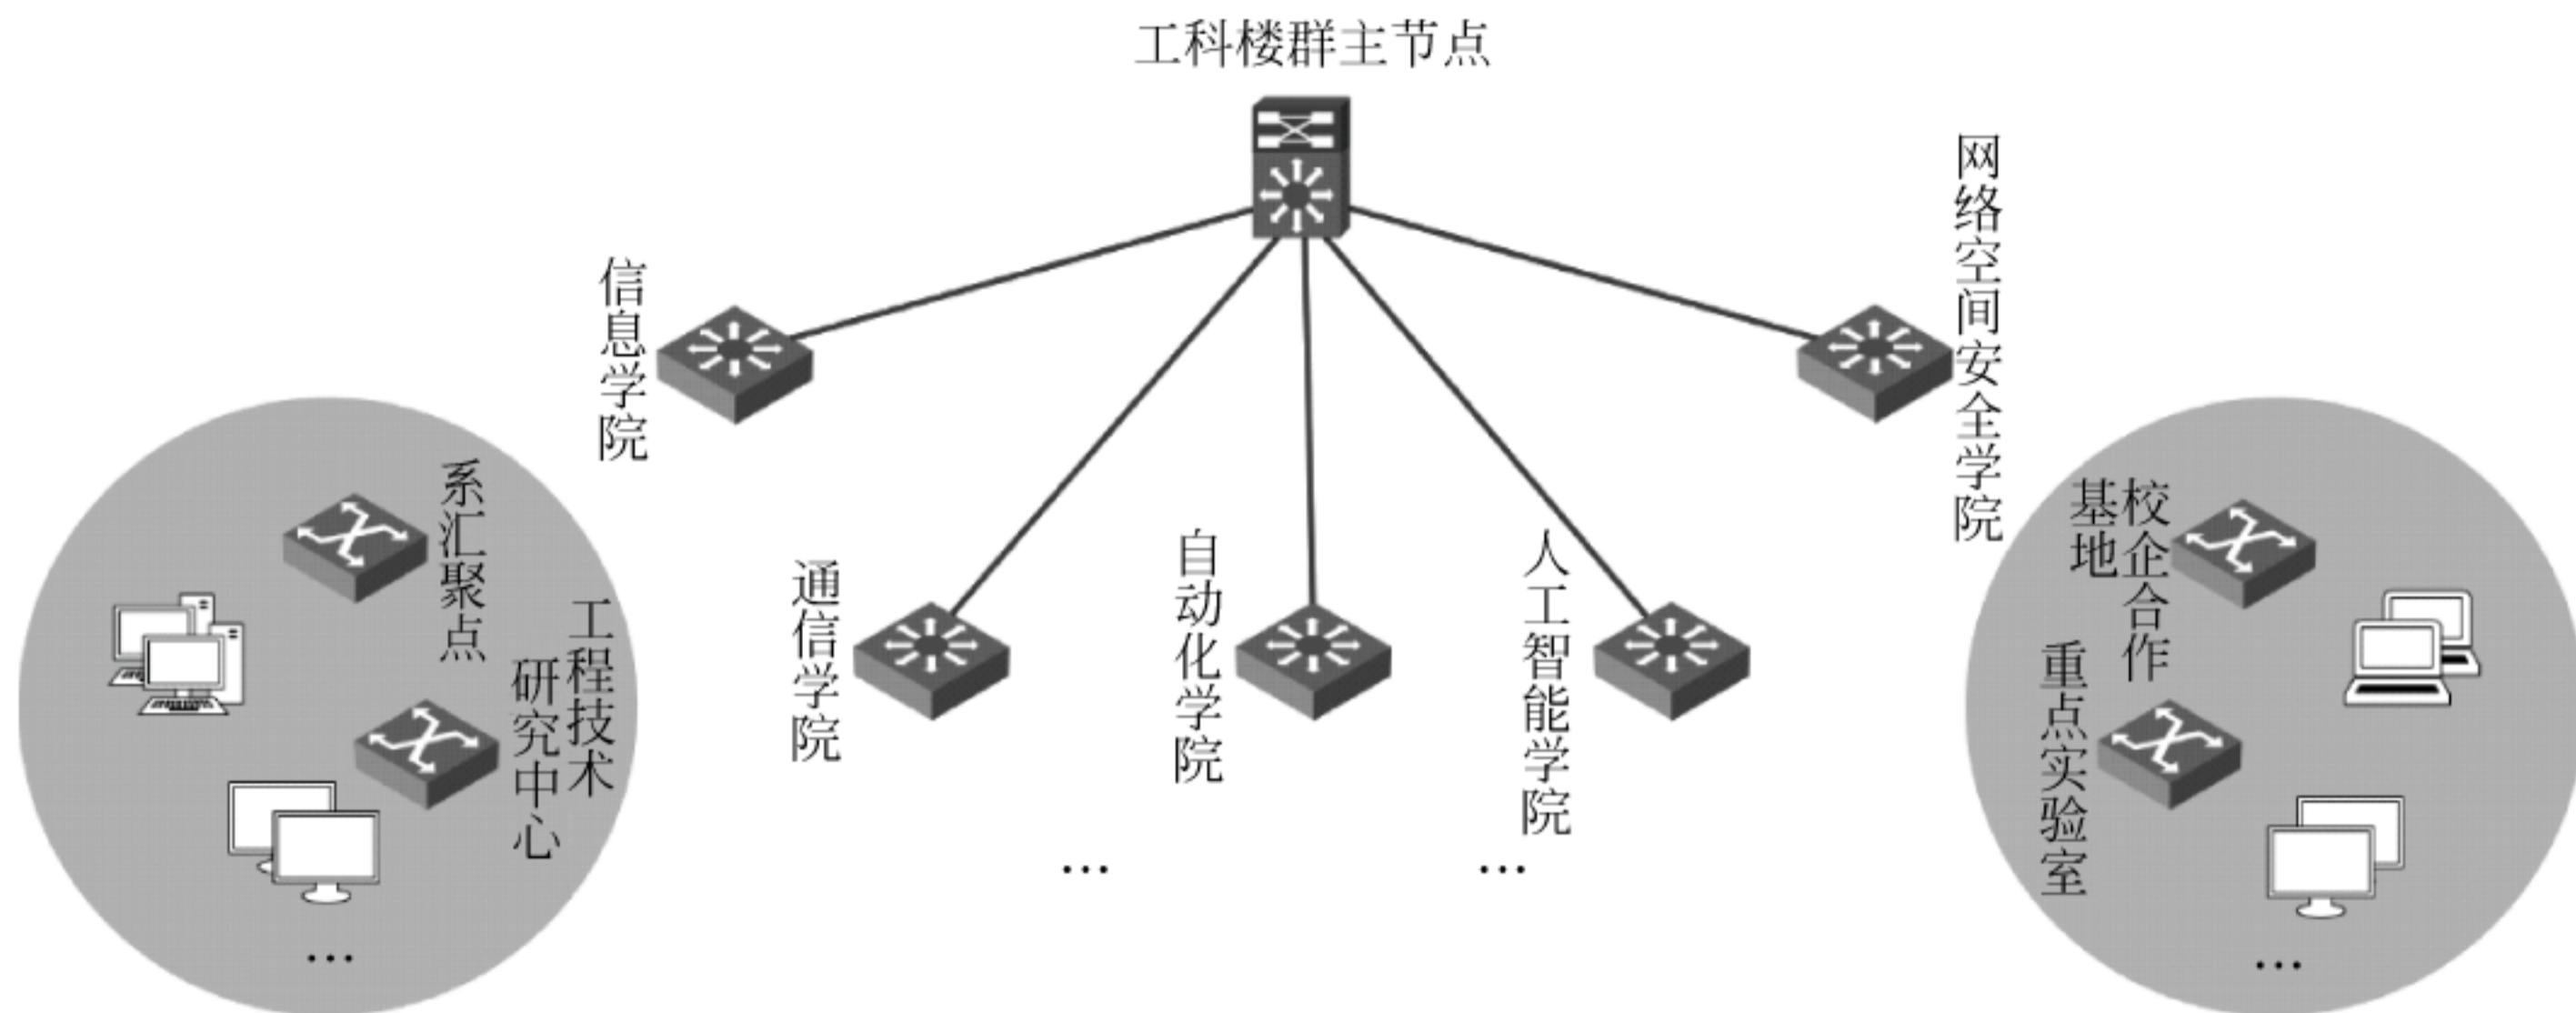 工科楼群主节点
信息学院
网络空间安全学院
系汇聚点
工程技术
研究中心
通信学院
自动化学院
人工智能学院
校企合作
基地
重点实验室
…
…
…
…